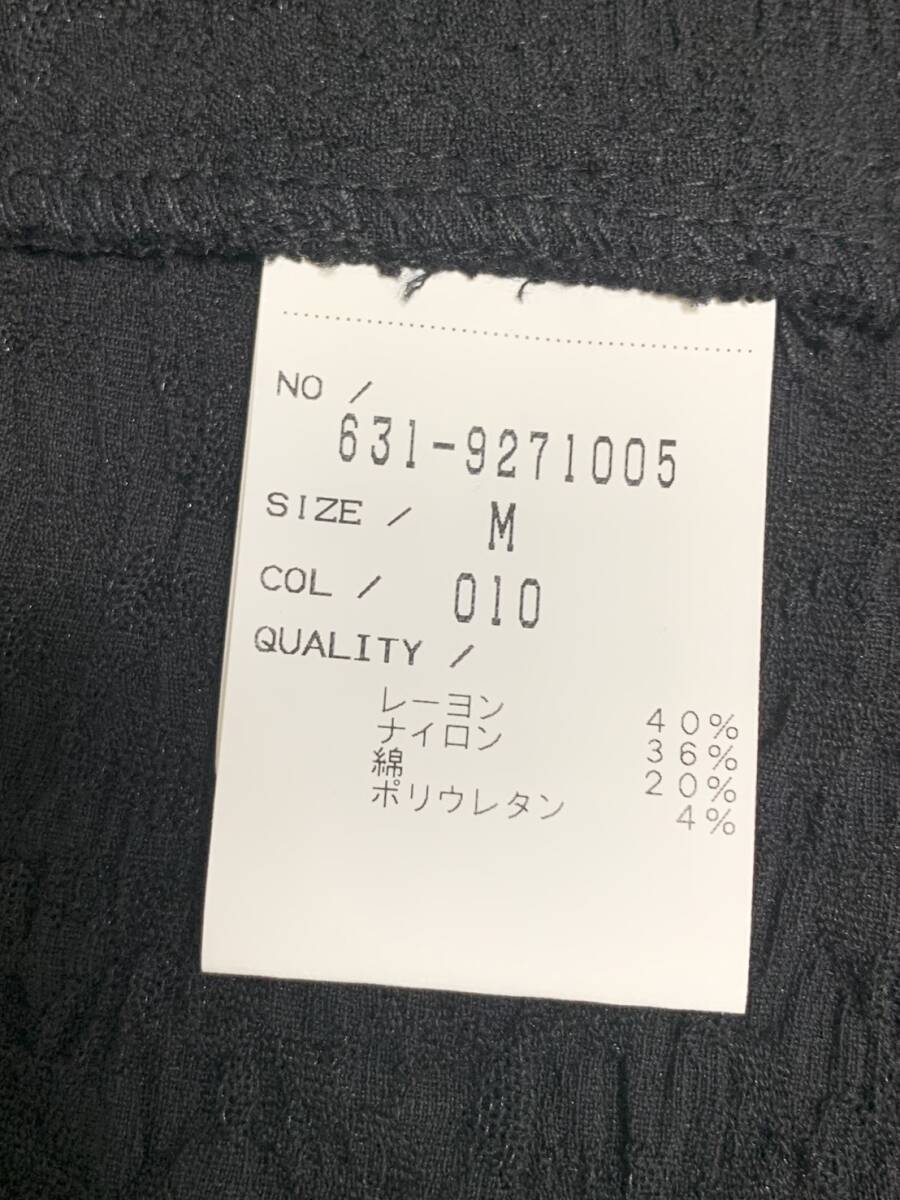 NO /
631-9271005
SIZE / M
COL / 010
QUALITY /
レーヨン 40%
ナイロン 36%
綿 20%
ポリウレタン 4%